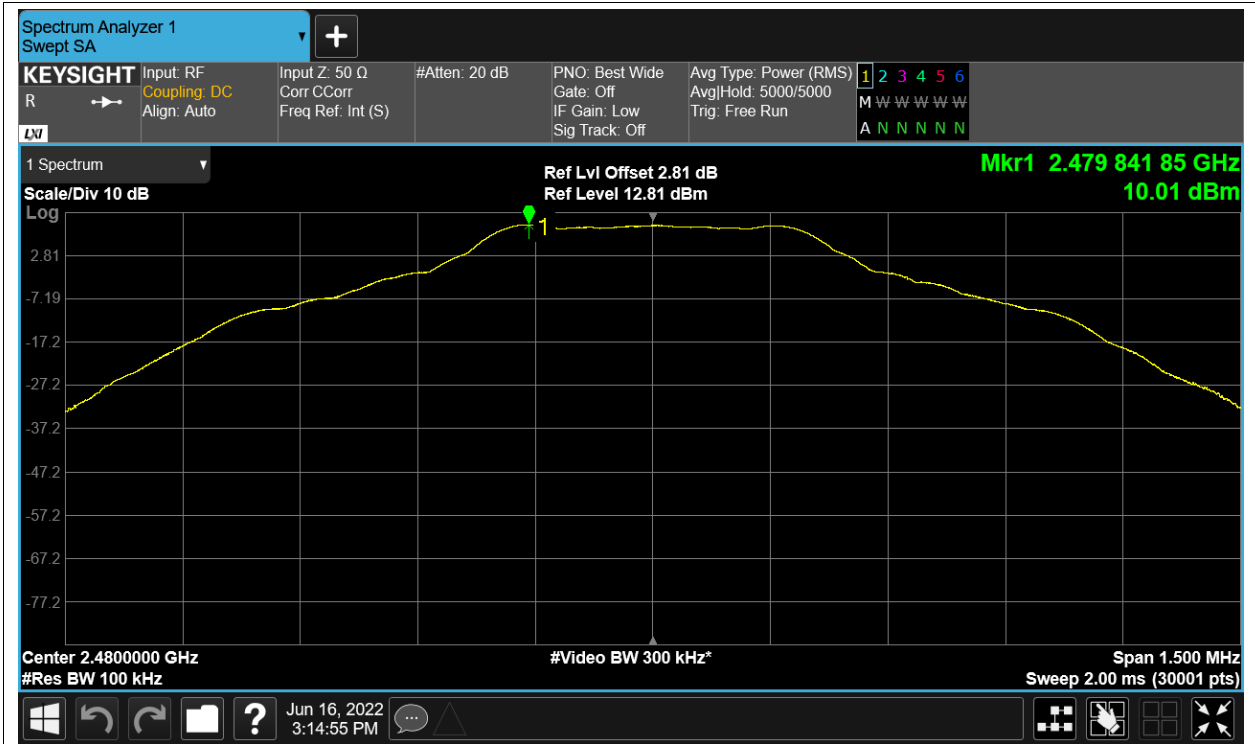 Spectrum Analyzer 1
Swept SA
+
KEYSIGHT
R
LXI
Input: RF
Coupling: DC
Align: Auto
Input Z: 50 Ω
Corr CCorr
Freq Ref: Int (S)
#Atten: 20 dB
PNO: Best Wide
Gate: Off
IF Gain: Low
Sig Track: Off
Avg Type: Power (RMS)
Avg|Hold: 5000/5000
Trig: Free Run
1 2 3 4 5 6
M W W W W W
A N N N N N
1 Spectrum
Scale/Div 10 dB
Log
Ref Lvl Offset 2.81 dB
Ref Level 12.81 dBm
Mkr1 2.479 841 85 GHz
10.01 dBm
1
2.81
-7.19
-17.2
-27.2
-37.2
-47.2
-57.2
-67.2
-77.2
Center 2.4800000 GHz
#Res BW 100 kHz
#Video BW 300 kHz*
Span 1.500 MHz
Sweep 2.00 ms (30001 pts)
?
Jun 16, 2022
3:14:55 PM